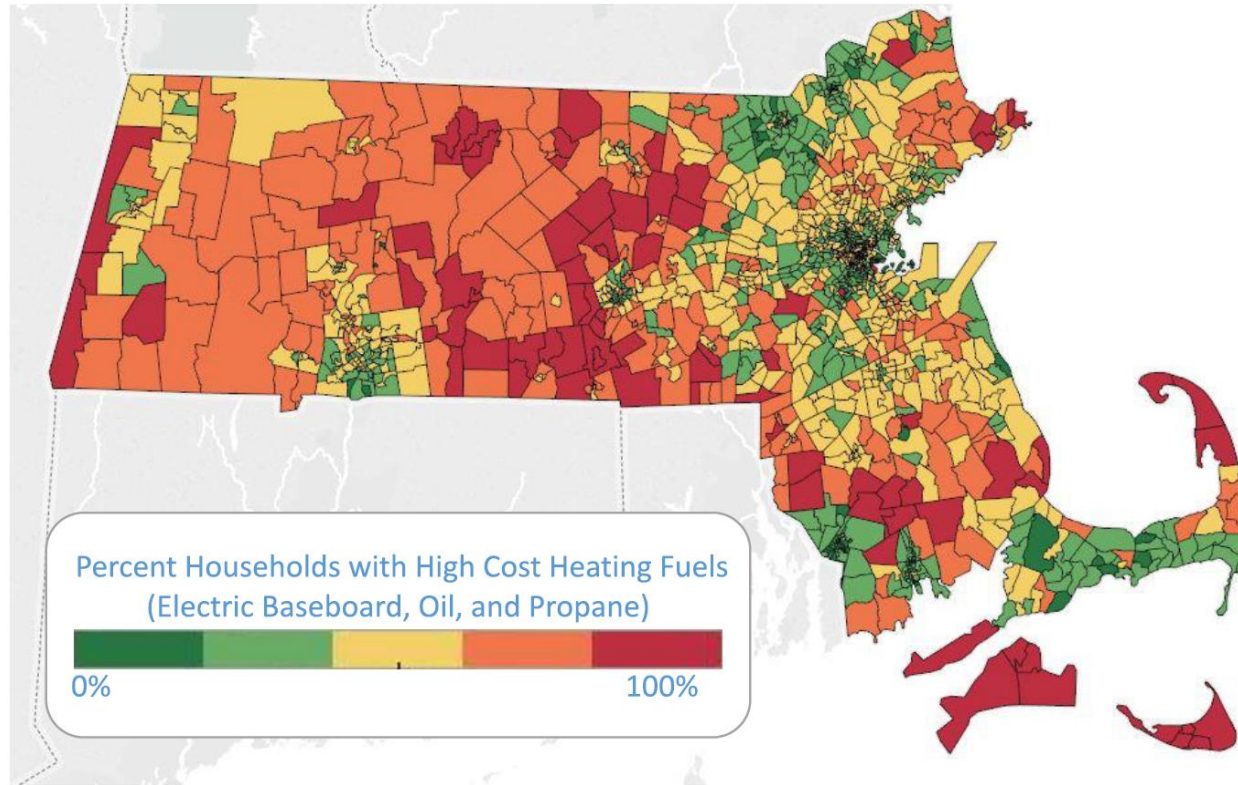 Percent Households with High Cost Heating Fuels
(Electric Baseboard, Oil, and Propane)
0% 100%